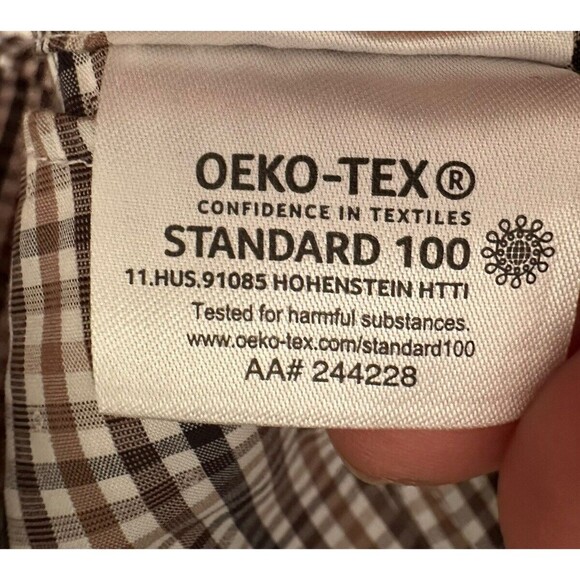 OEKO-TEX®
CONFIDENCE IN TEXTILES
STANDARD 100
11.HUS.91085 HOHENSTEIN HTTI
Tested for harmful substances.
www.oeko-tex.com/standard100
AA# 244228